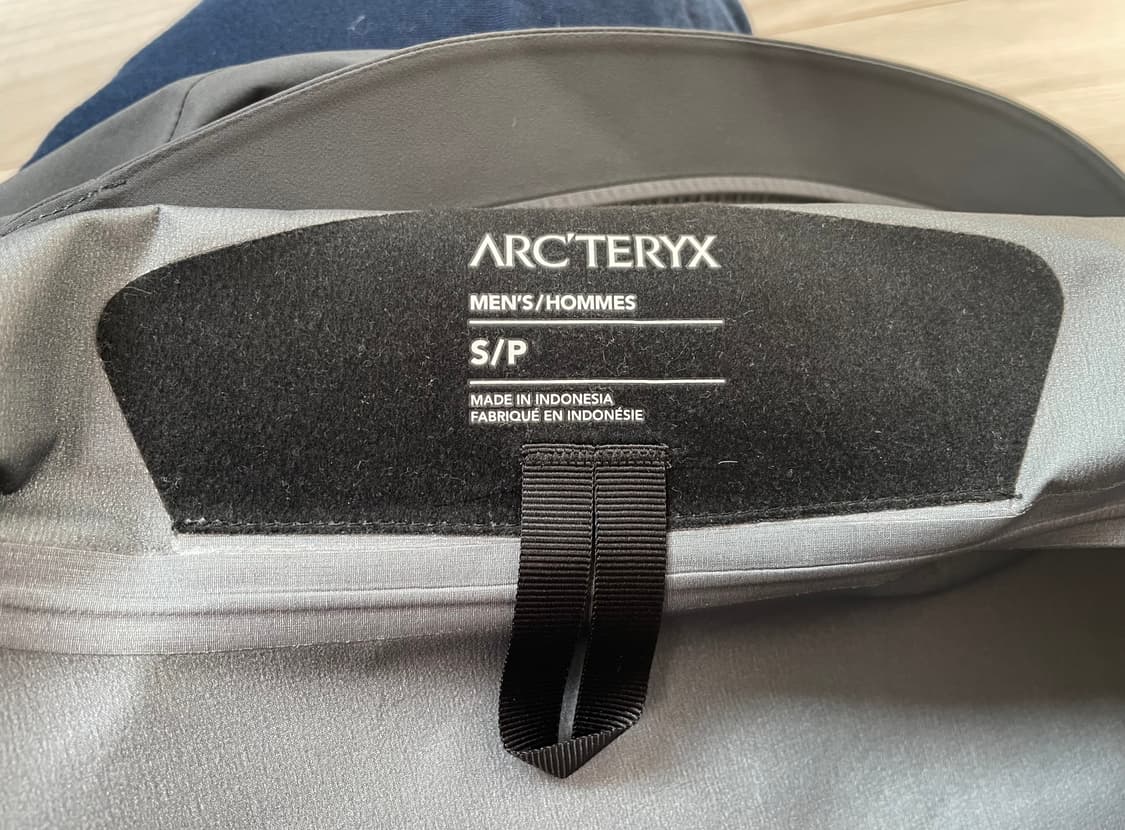 ARC'TERYX
MEN'S/HOMMES
S/P
MADE IN INDONESIA
FABRIQUÉ EN INDONÉSIE